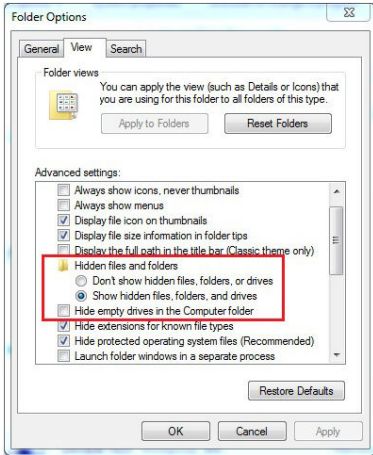 Folder Options
General View Search
Folder views
You can apply the view (such as Details or Icons) that
you are using for this folder to all folders of this type.
Apply to Folders Reset Folders
Advanced settings:
Always show icons, never thumbnails
Always show menus
Display file icon on thumbnails
Display file size information in folder tips
Display the full path in the title bar (Classic theme only)
Hidden files and folders
Don't show hidden files, folders, or drives
Show hidden files, folders, and drives
Hide empty drives in the Computer folder
Hide extensions for known file types
Hide protected operating system files (Recommended)
Launch folder windows in a separate process
Restore Defaults
OK Cancel Apply